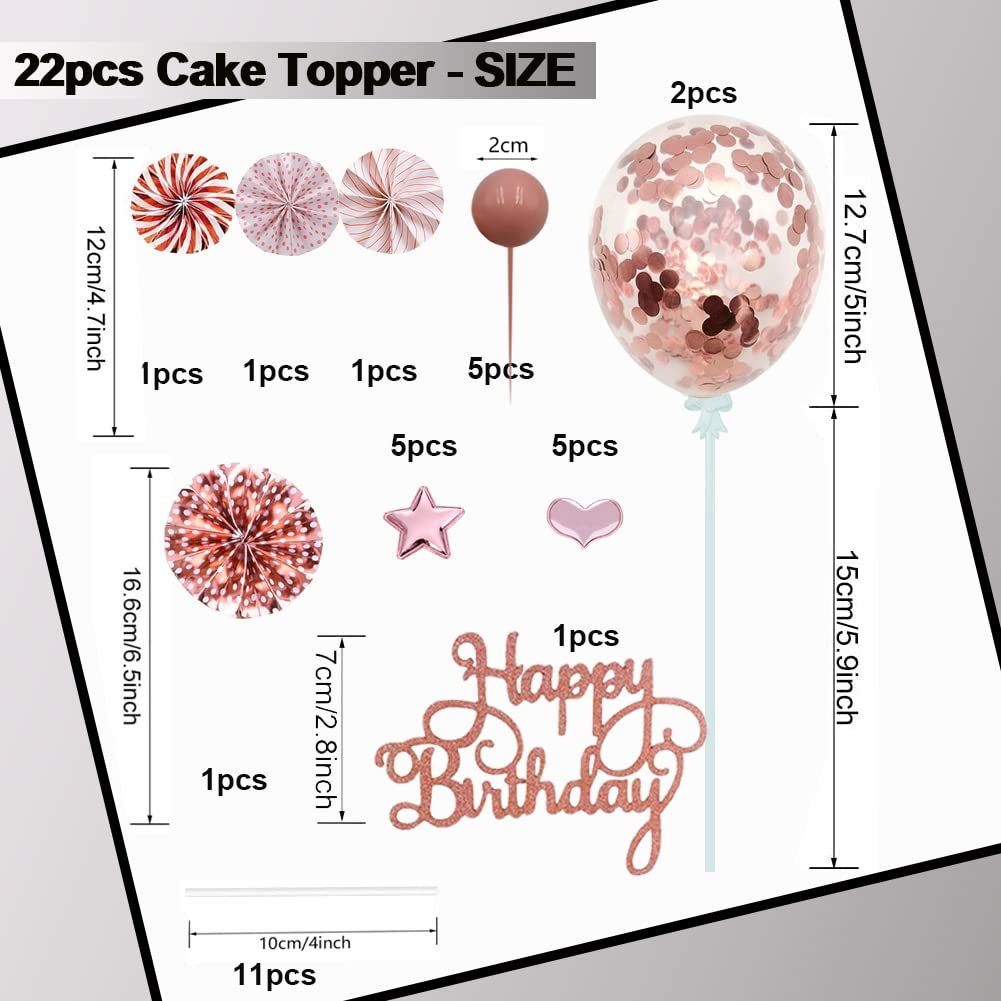 22pcs Cake Topper - SIZE
2pcs
2cm
12cm/4.7inch
12.7cm/5inch
1pcs
1pcs
1pcs
5pcs
5pcs
5pcs
16.6cm/6.5inch
15cm/5.9inch
1pcs
7cm/2.8inch
Happy
Birthday
1pcs
10cm/4inch
11pcs